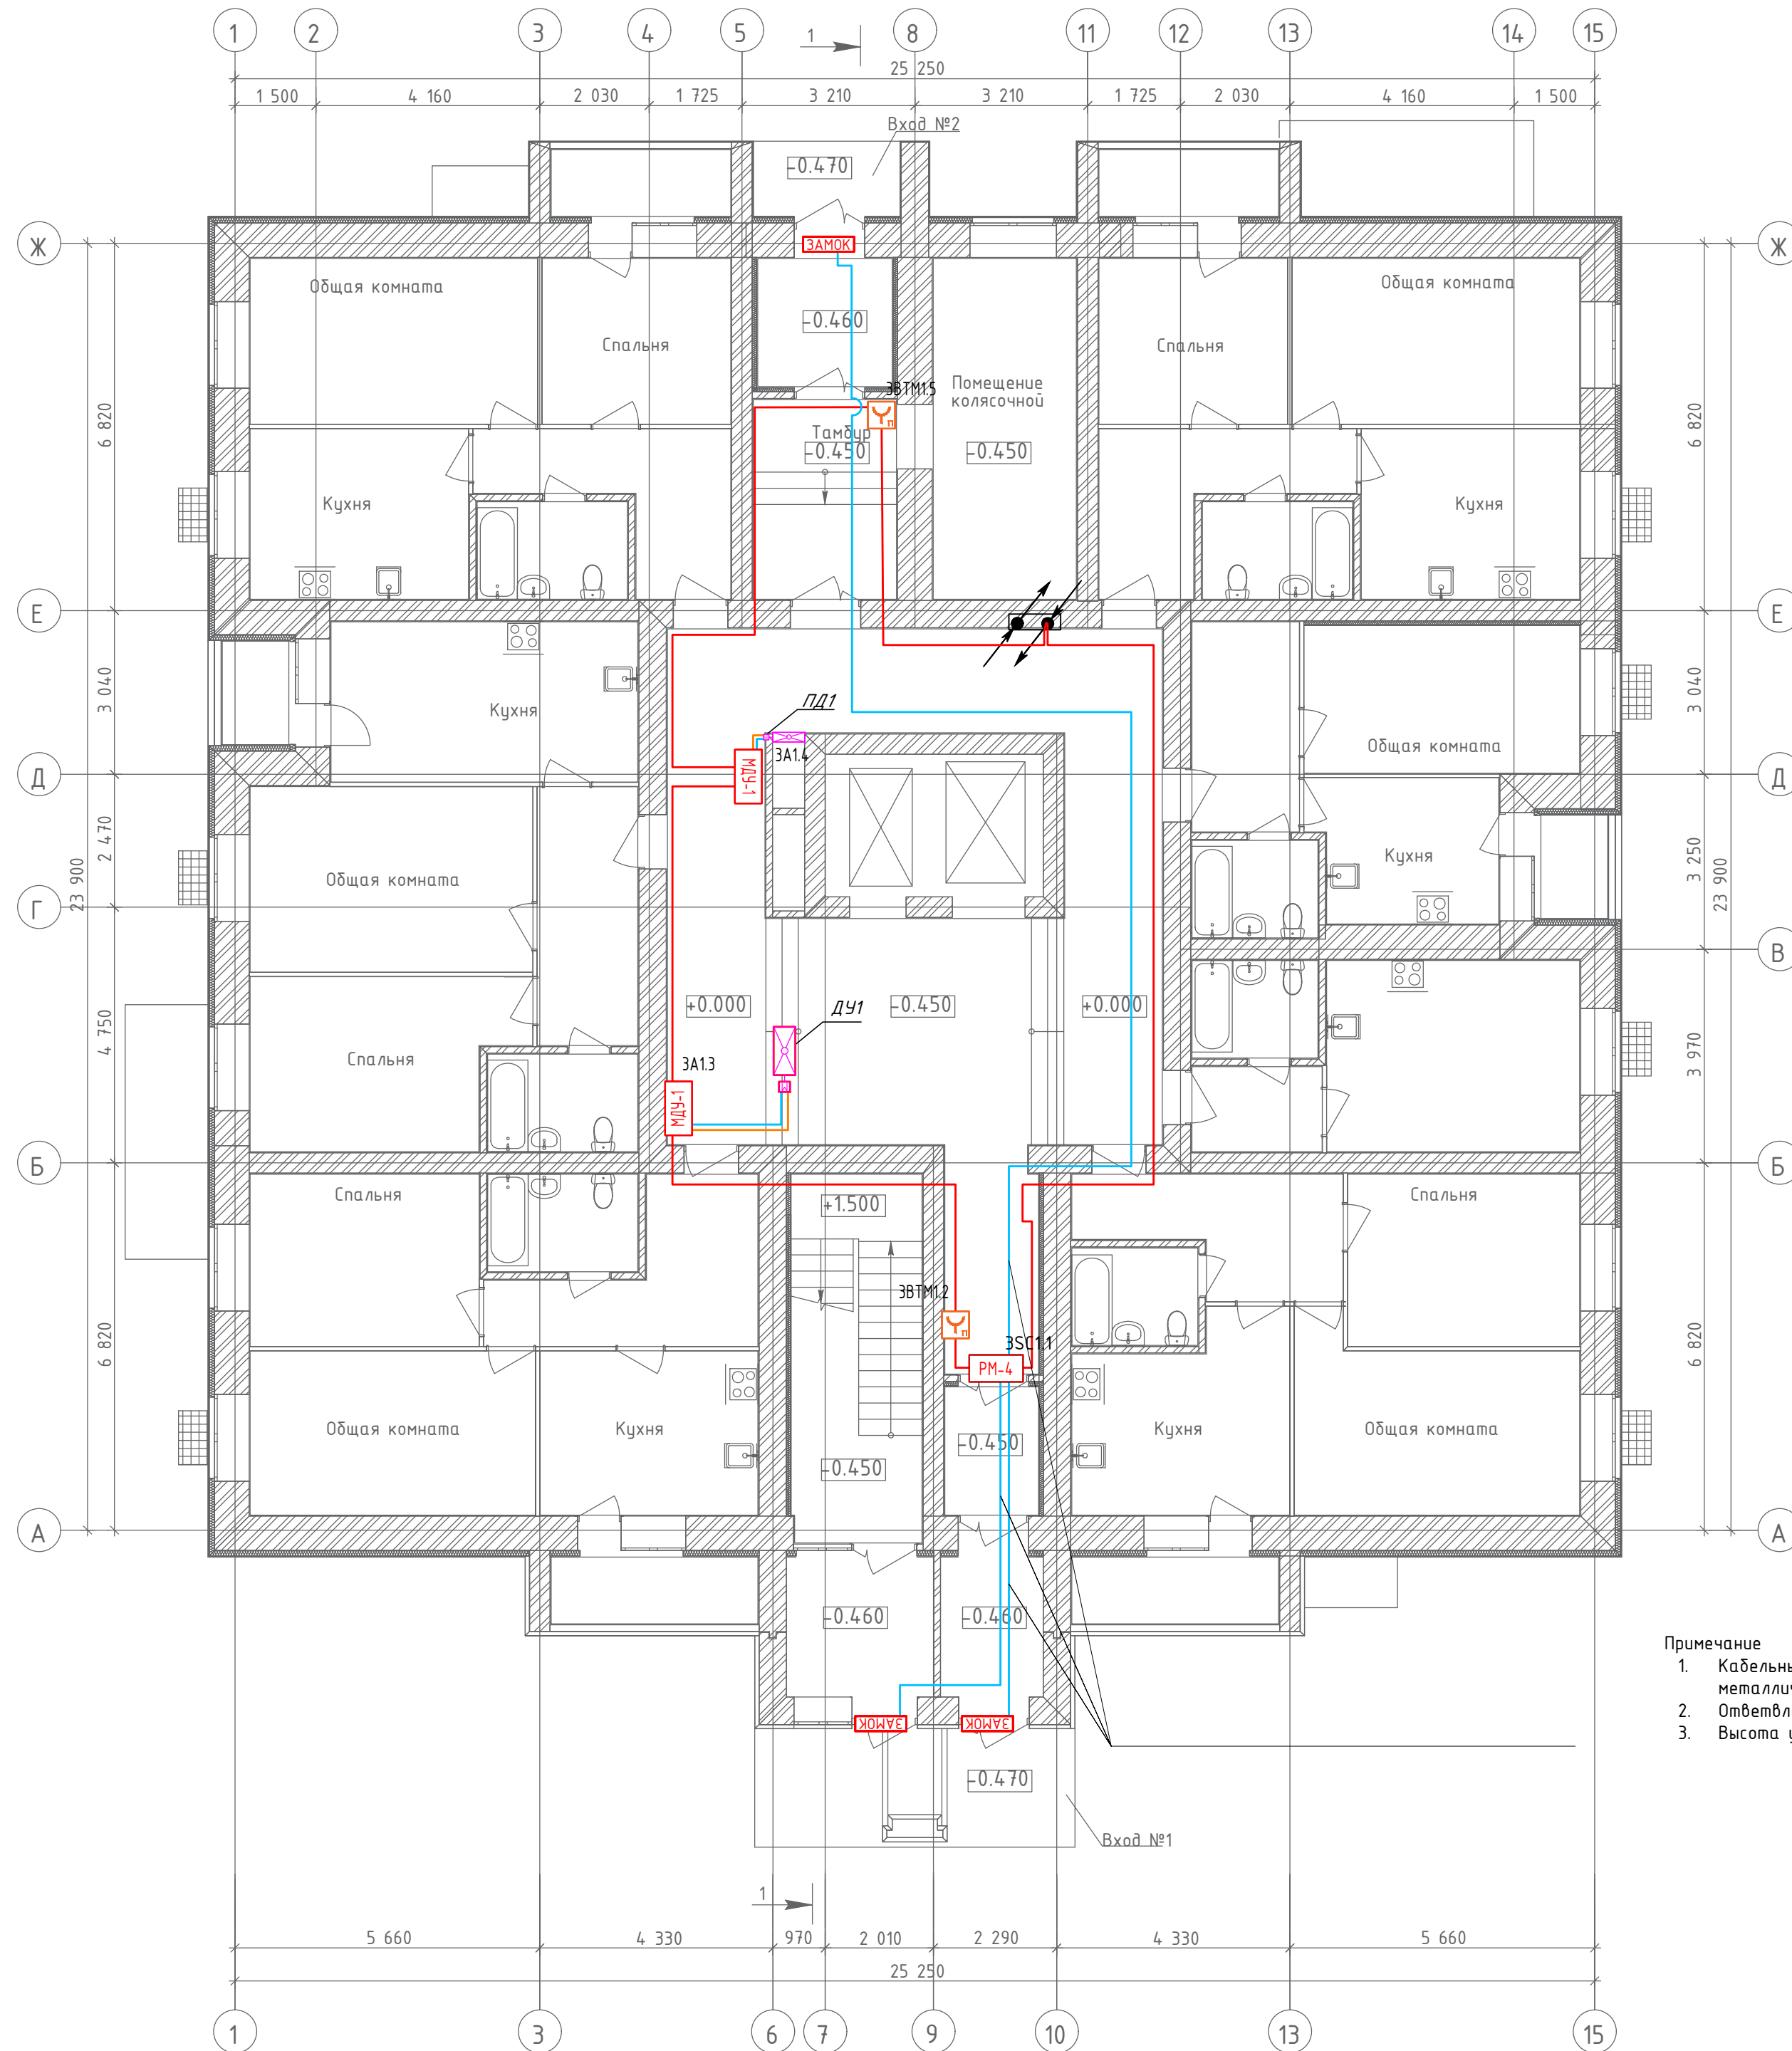 1 2 3 4 5 8 11 12 13 14 15
1
25 250
1 500 4 160 2 030 1 725 3 210 3 210 1 725 2 030 4 160 1 500
Вход №2
-0.470
Ж Ж
ЗАМОК
Общая комната Общая комната
-0.460
Спальня Спальня
3ВТМ1.5 Помещение
колясочной
п
6 820 6 820
Тамбур
-0.450 -0.450
Кухня Кухня
Е Е
3 040 3 040
ПД1
Кухня
3А1.4
Общая комната
МДУ-1
Д Д
2 470
3 250
Кухня
Общая комната
23 900 23 900
Г
В
+0.000 -0.450 +0.000
ДУ1
4 750 3 970
Спальня
3А1.3
МДУ-1
Б Б
Спальня Спальня
+1.500
3ВТМ1.2
п
3SC1.1
РМ-4
6 820 6 820
Общая комната Кухня Кухня Общая комната
-0.450
-0.450
А А
-0.460 -0.460
Примечание
1.
2.
3. Высота
ЗАМОК ЗАМОК
-0.470
Вход №1
1
5 660 4 330 970 2 010 2 290 4 330 5 660
25 250
1 3 6 7 9 10 13 15